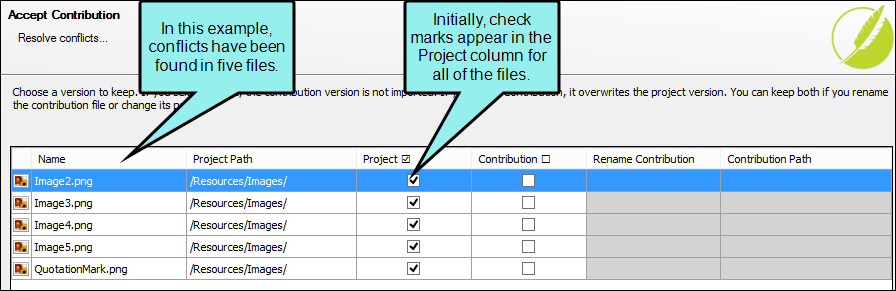 Accept Contribution
Resolve conflicts...
In this example,
conflicts have been
found in five files.
Initially, check
marks appear in the
Project column for
all of the files.
Choose a version to keep. If you the contribution version is not contribution, it overwrites the project version. You can keep both if you rename
the contribution file or change its
Name Project Path Project ☑ Contribution ☐ Rename Contribution Contribution Path
Image2.png /Resources/Images/
Image3.png /Resources/Images/
Image4.png /Resources/Images/
Image5.png /Resources/Images/
QuotationMark.png /Resources/Images/